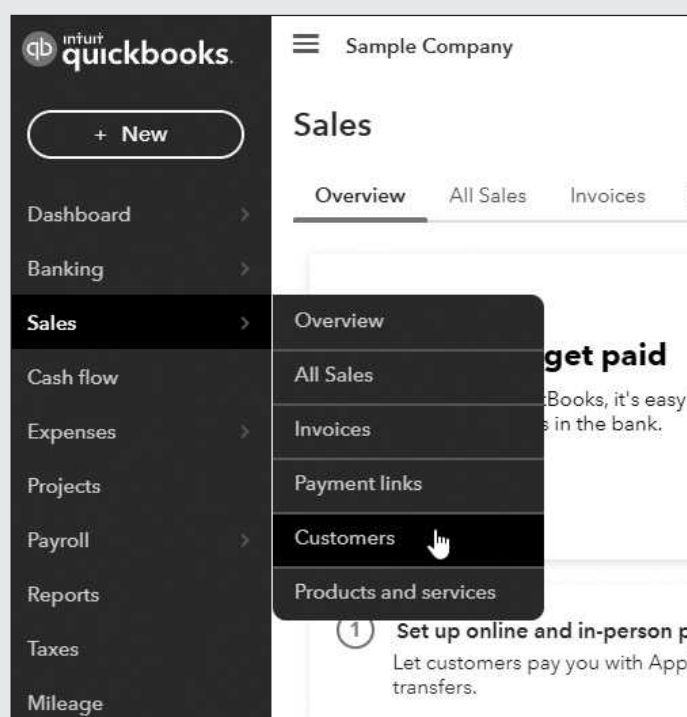 intuit
quickbooks.
Sample Company
+ New
Sales
Overview All Sales Invoices
Dashboard
Banking
Sales
Cash flow
Expenses
Projects
Payroll
Reports
Taxes
Mileage
Overview
All Sales
Invoices
Payment links
Customers
Products and services
get paid
Books, it's easy
in the bank.
1 Set up online and in-person p
Let customers pay you with App
transfers.